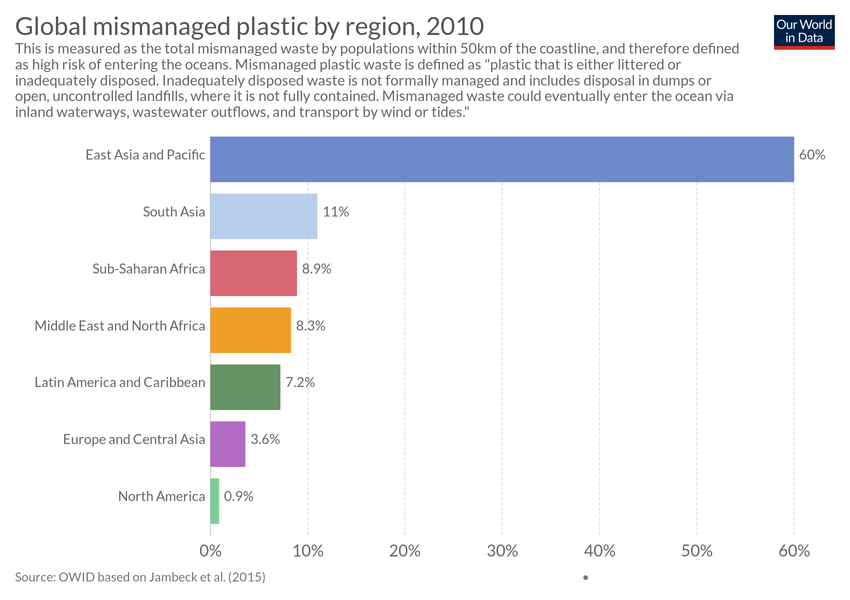 Global mismanaged plastic by region, 2010
Our World
in Data
This is measured as the total mismanaged waste by populations within 50km of the coastline, and therefore defined
as high risk of entering the oceans. Mismanaged plastic waste is defined as "plastic that is either littered or
inadequately disposed. Inadequately disposed waste is not formally managed and includes disposal in dumps or
open, uncontrolled landfills, where it is not fully contained. Mismanaged waste could eventually enter the ocean via
inland waterways, wastewater outflows, and transport by wind or tides."
East Asia and Pacific 60%
South Asia 11%
Sub-Saharan Africa 8.9%
Middle East and North Africa 8.3%
Latin America and Caribbean 7.2%
Europe and Central Asia 3.6%
North America 0.9%
0% 10% 20% 30% 40% 50% 60%
Source: OWID based on Jambeck et al. (2015) •